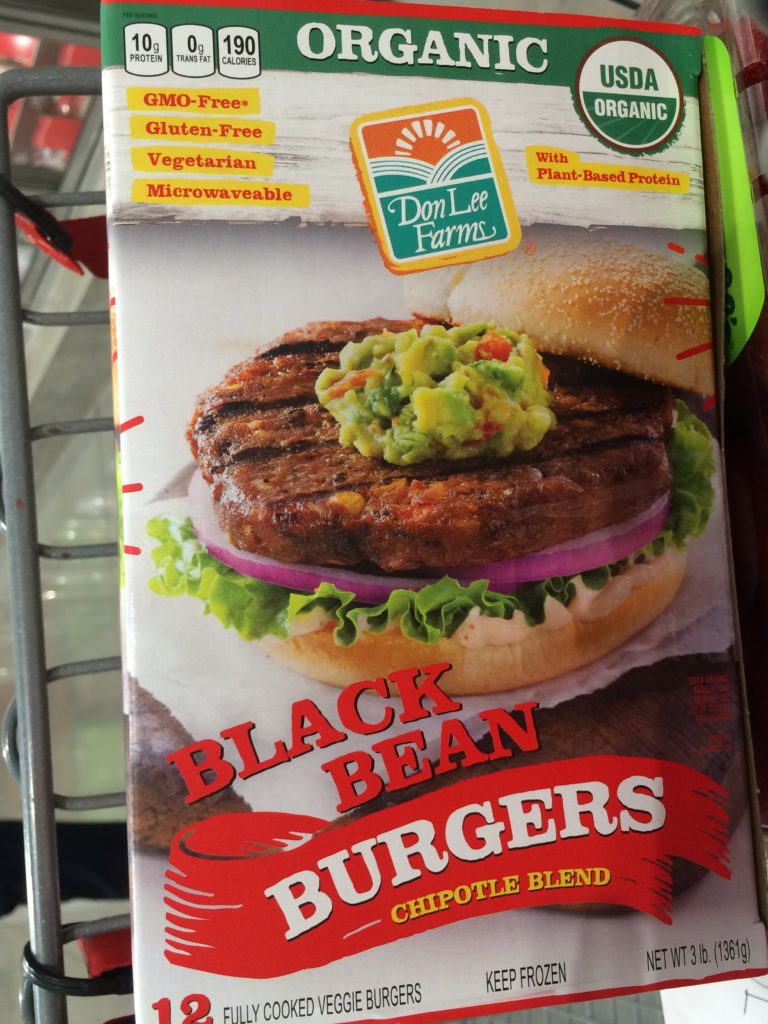 PER SERVING
10g PROTEIN
0g TRANS FAT
190 CALORIES
ORGANIC
USDA
ORGANIC
GMO-Free*
Gluten-Free
Vegetarian
Microwaveable
Don Lee
Farms
®
With
Plant-Based Protein
BLACK
BEAN
BURGERS
CHIPOTLE BLEND
12 FULLY COOKED VEGGIE BURGERS
KEEP FROZEN
NET WT 3 lb. (1361g)